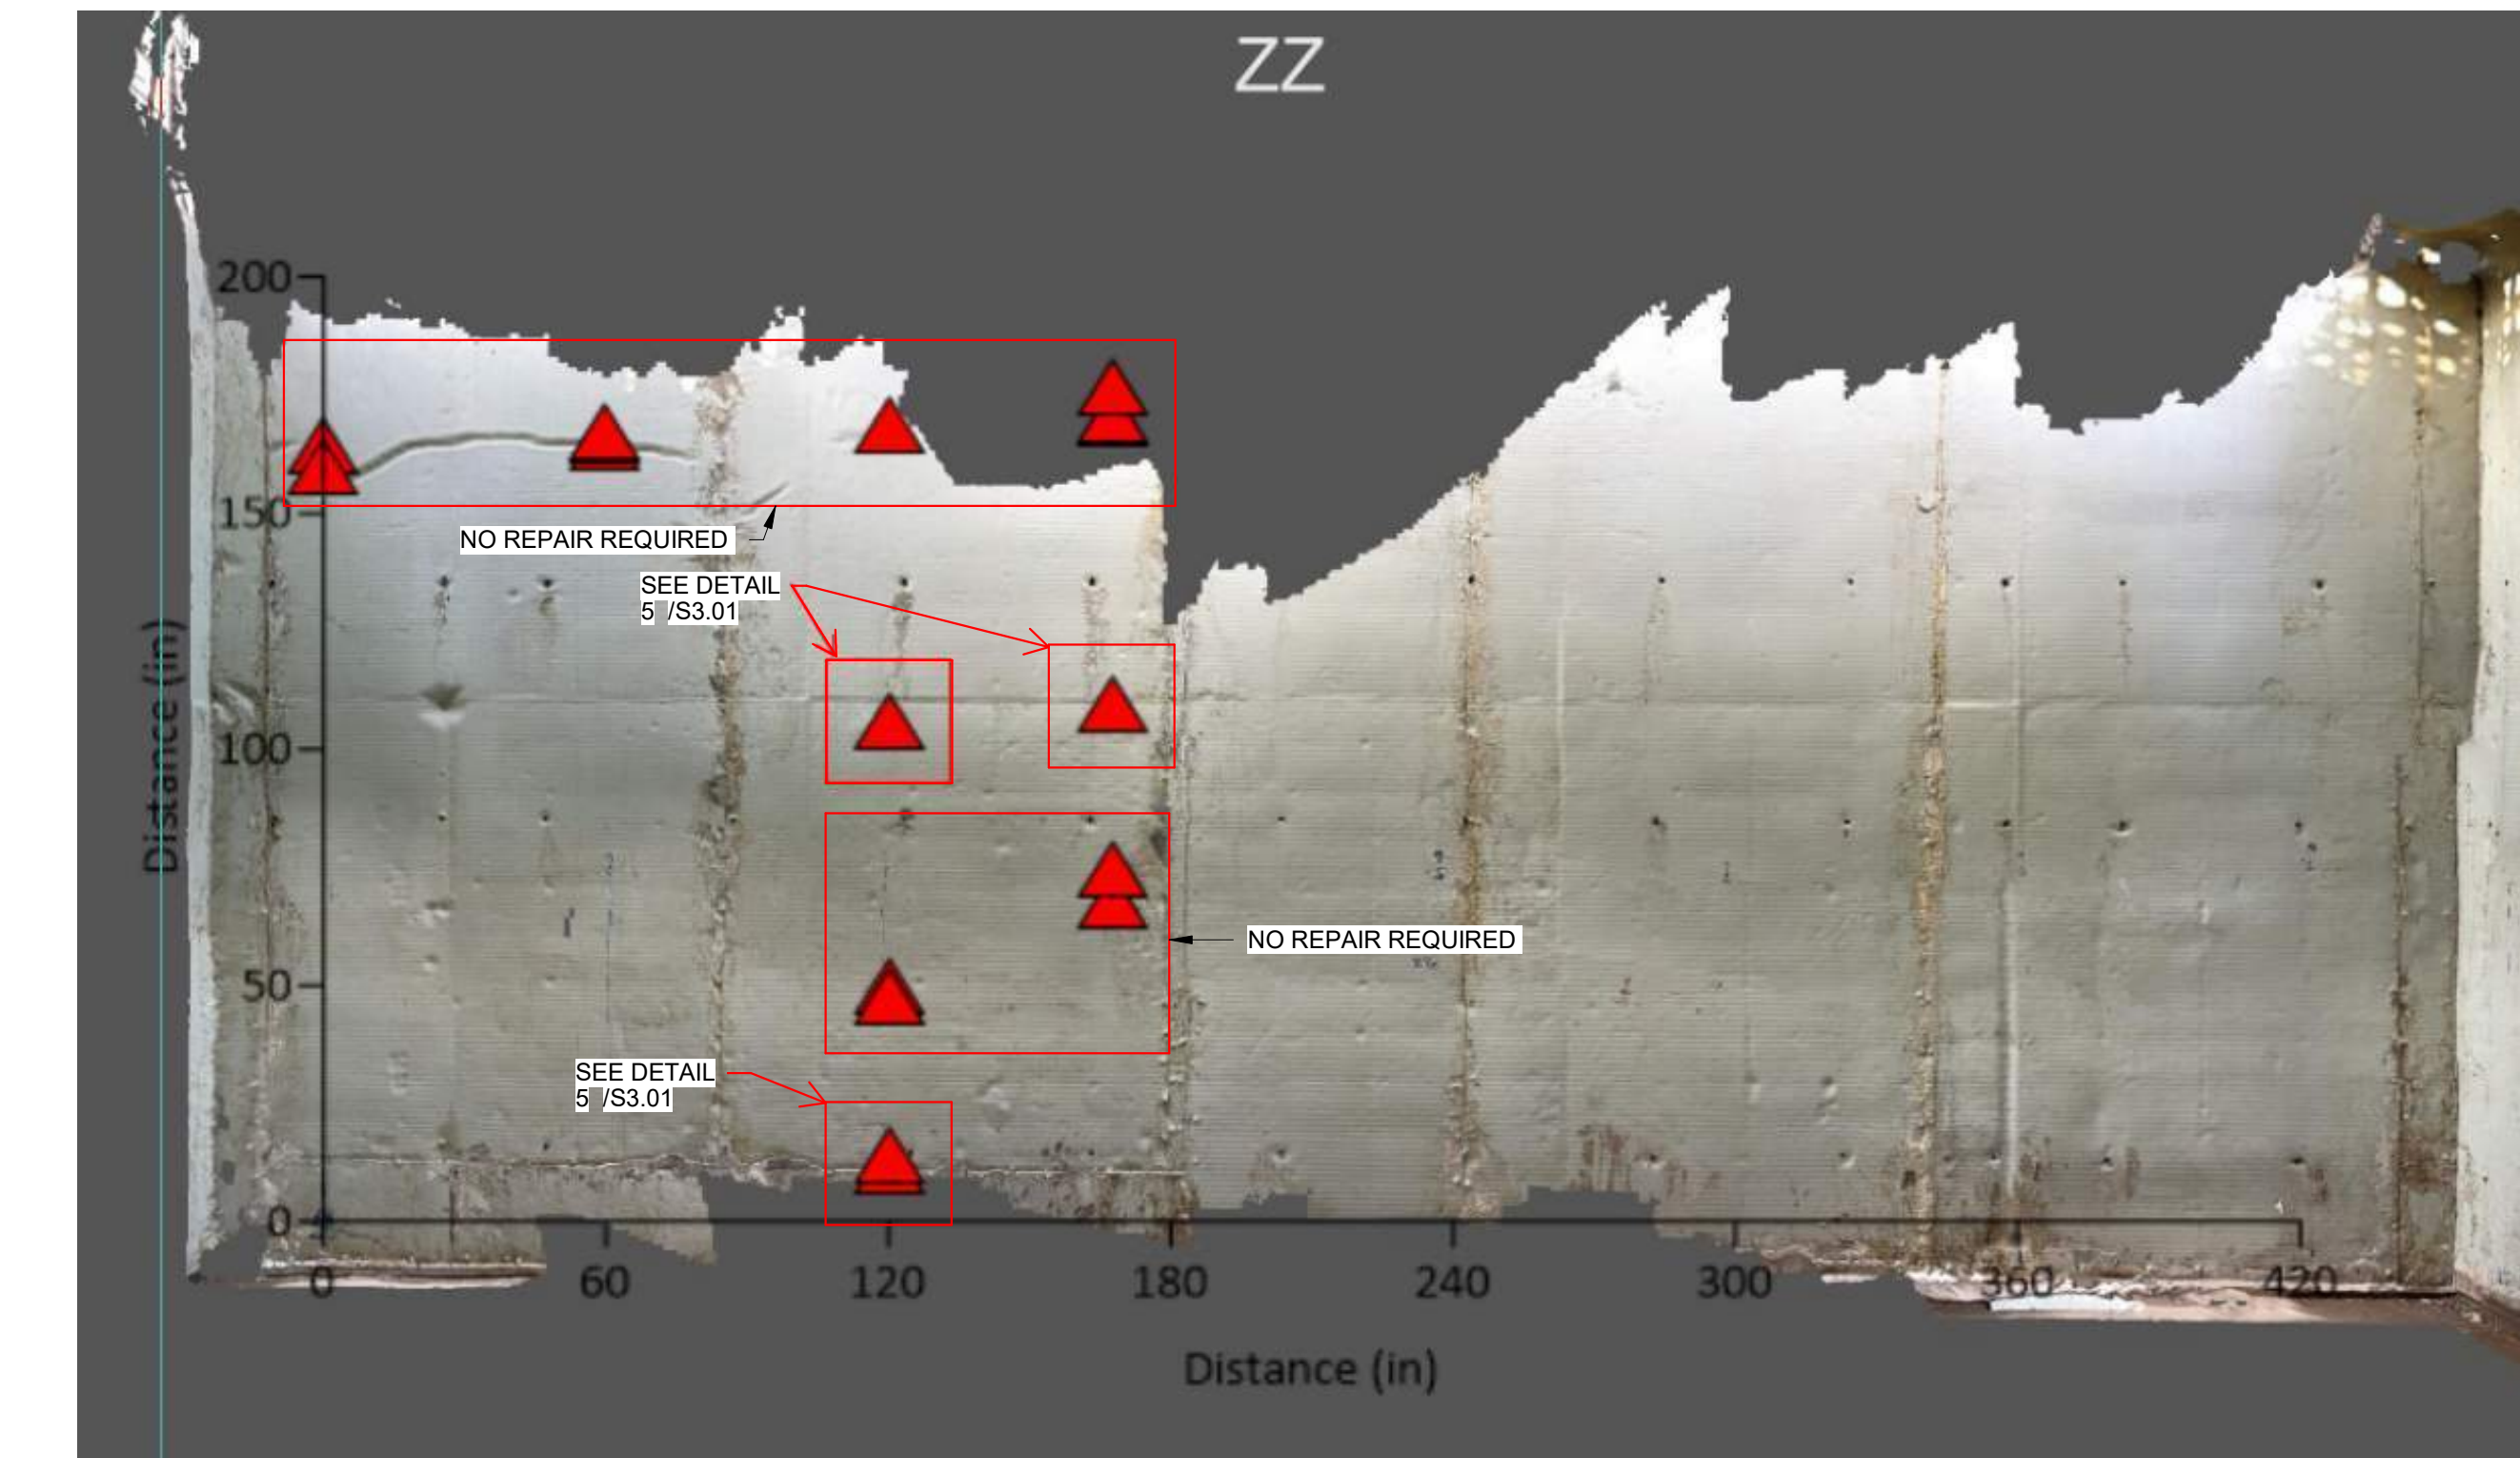 ZZ
200
150
NO REPAIR REQUIRED
SEE DETAIL
5 /S3.01
Distance (in)
100
NO REPAIR REQUIRED
50
SEE DETAIL
5 /S3.01
0
0 60 120 180 240 300 360 420
Distance (in)